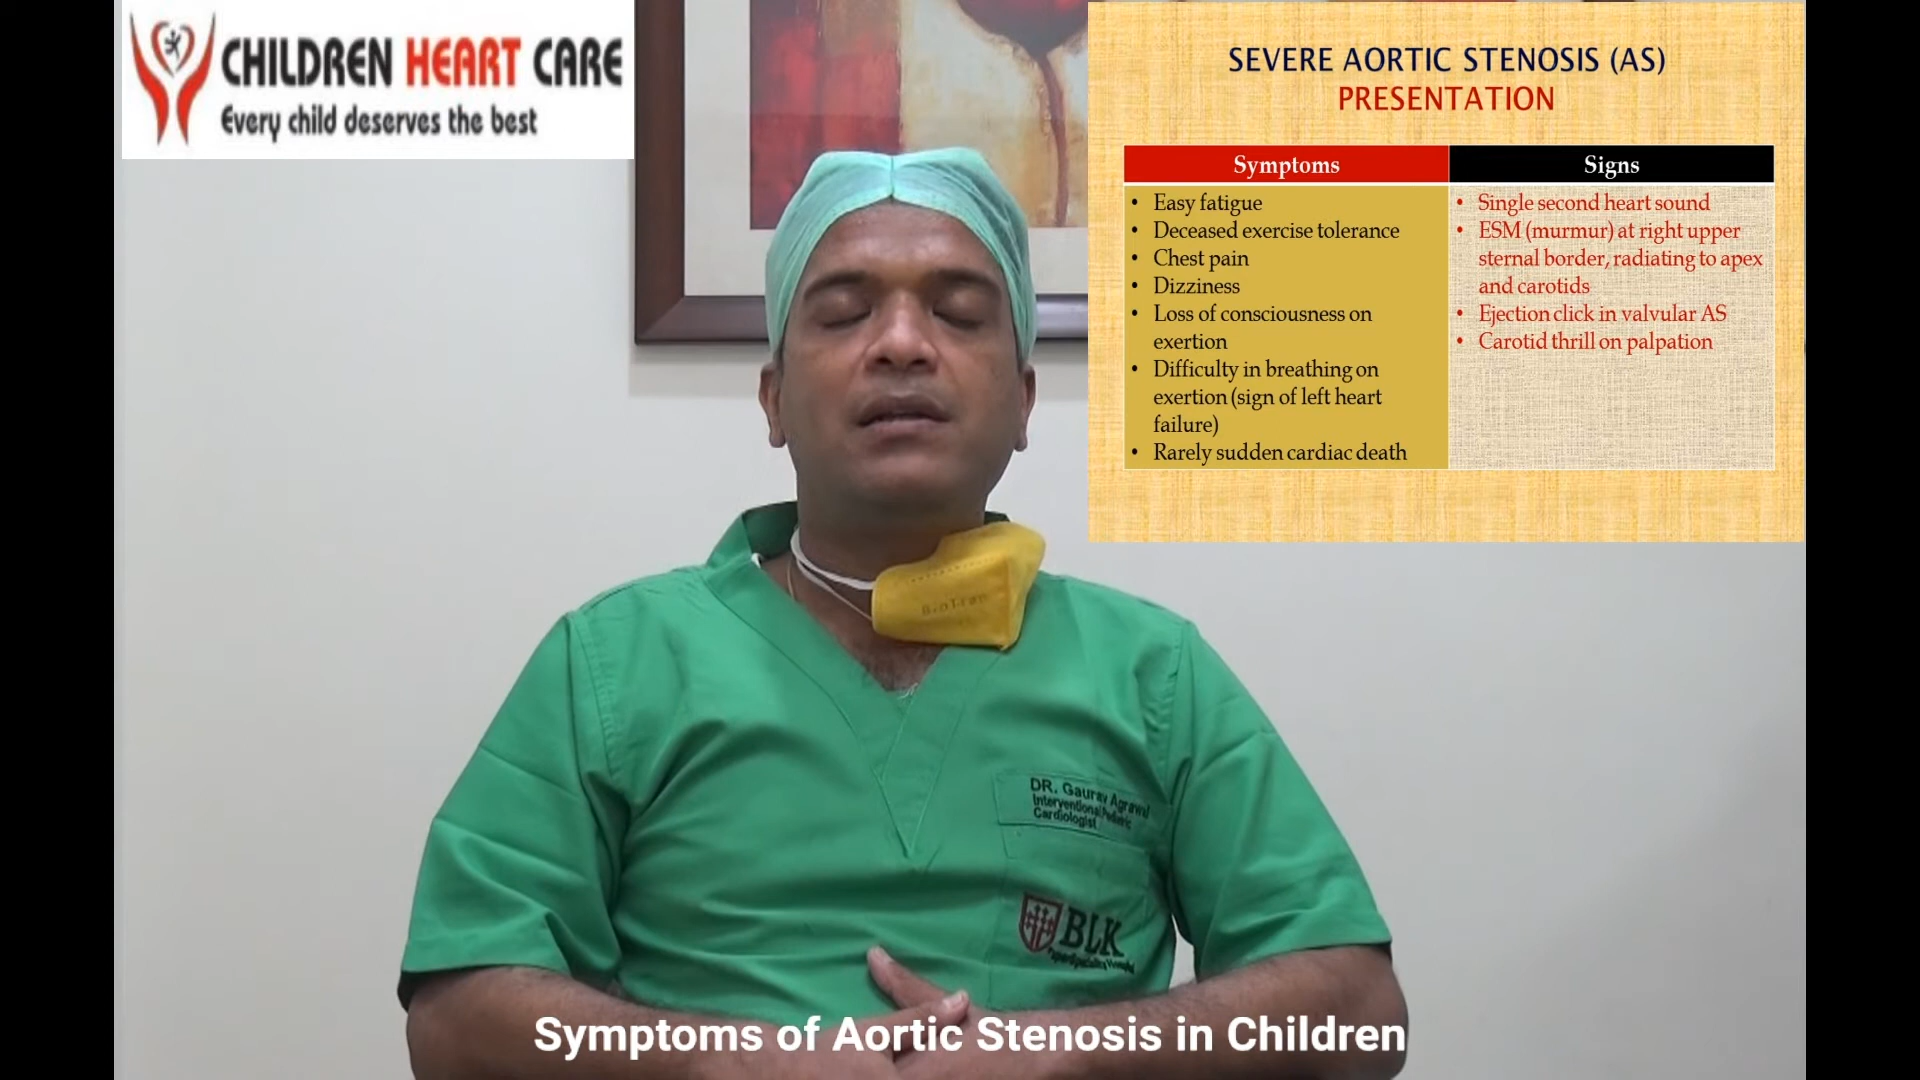 CHILDREN HEART CARE
Every child deserves the best
SEVERE AORTIC STENOSIS (AS)
PRESENTATION
Symptoms
• Easy fatigue
• Deceased exercise tolerance
• Chest pain
• Dizziness
• Loss of consciousness on
exertion
• Difficulty in breathing on
exertion (sign of left heart
failure)
• Rarely sudden cardiac death
Signs
• Single second heart sound
• ESM (murmur) at right upper
sternal border, radiating to apex
and carotids
• Ejection click in valvular AS
• Carotid thrill on palpation
DR. Gaurav Agrawal
Interventional Pediatric
Cardiologist
BLK
Symptoms of Aortic Stenosis in Children